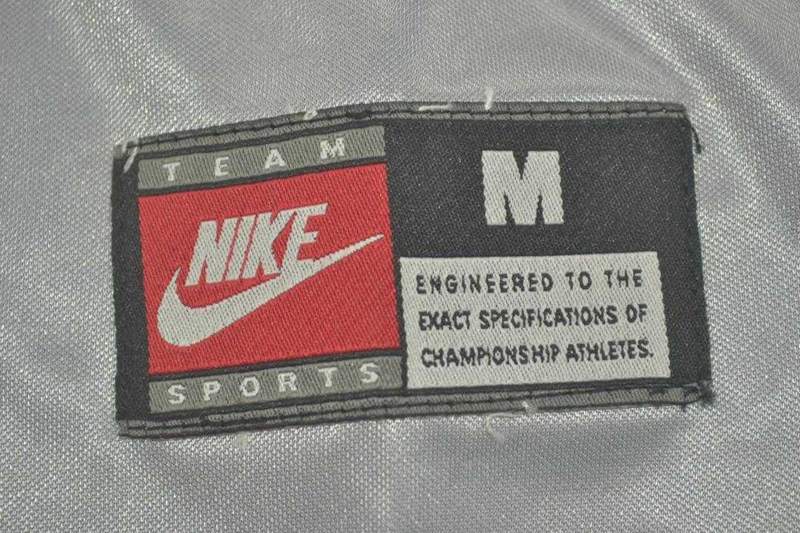 TEAM
NIKE
SPORTS
M
ENGINEERED TO THE
EXACT SPECIFICATIONS OF
CHAMPIONSHIP ATHLETES.